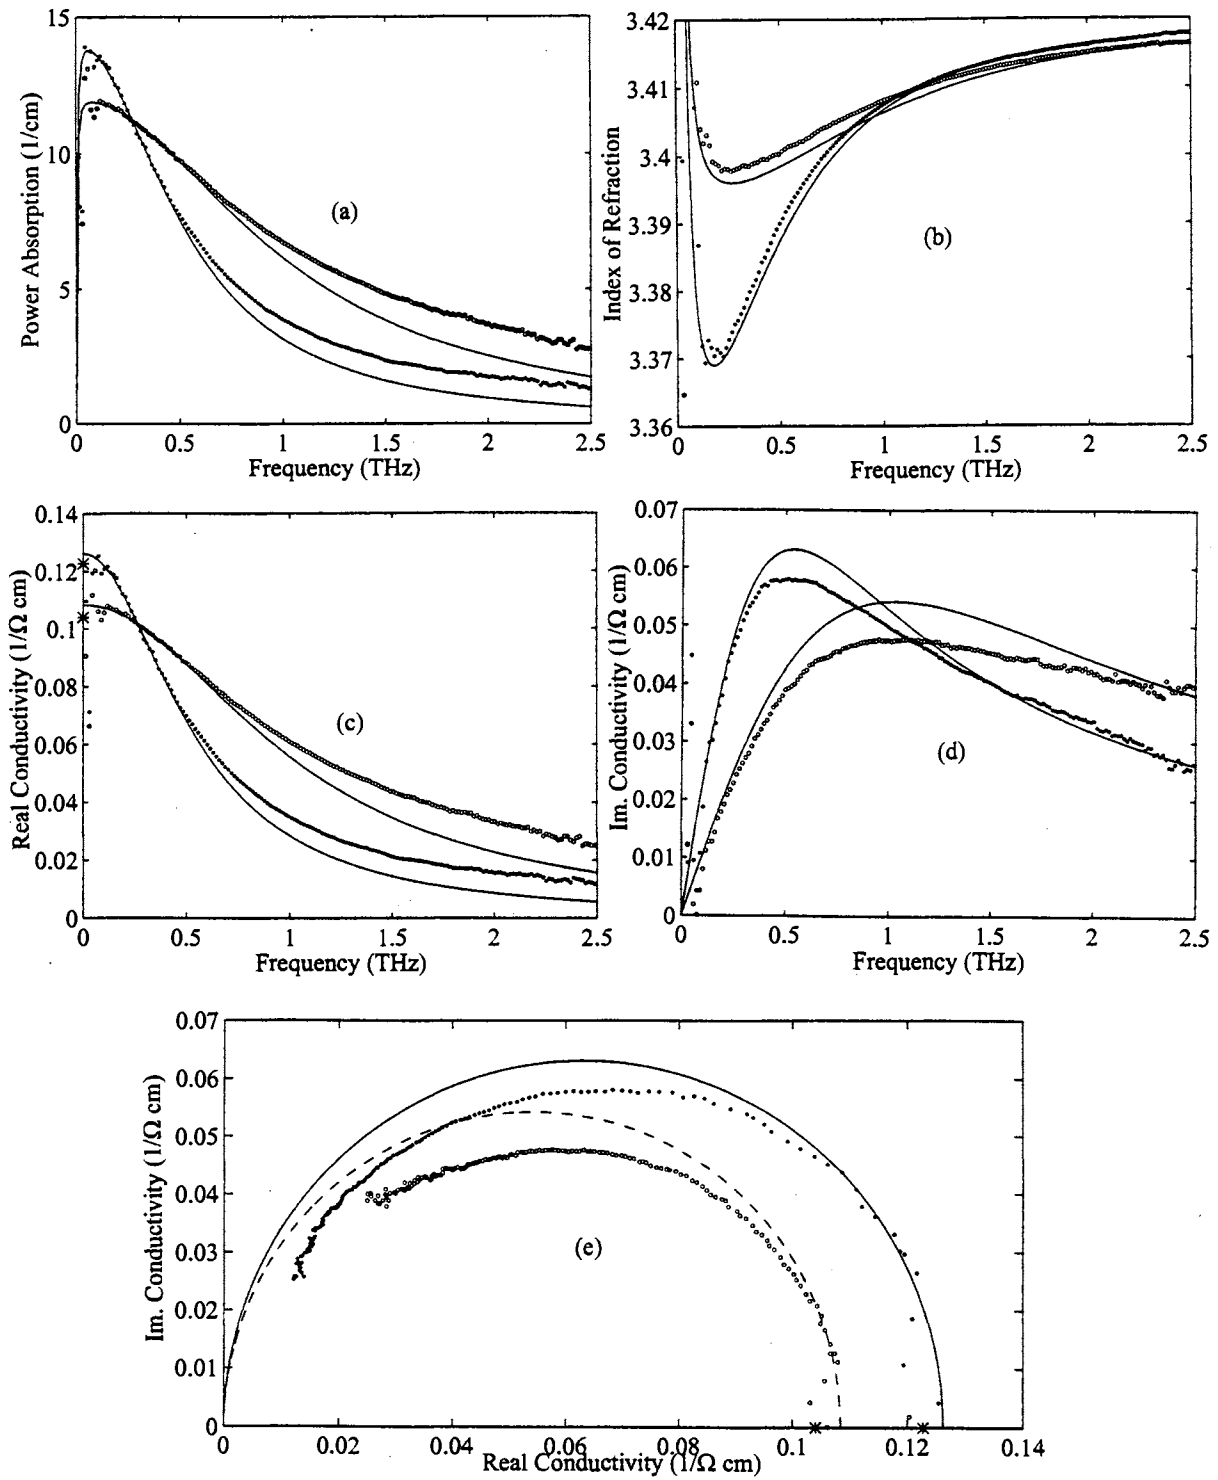 15
10
5
0
Power Absorption (1/cm)
(a)
0 0.5 1 1.5 2 2.5
Frequency (THz)
3.42
3.41
3.4
3.39
3.38
3.37
3.36
Index of Refraction
(b)
0 0.5 1 1.5 2 2.5
Frequency (THz)
0.14
0.12
0.1
0.08
0.06
0.04
0.02
0
Real Conductivity (1/Ω cm)
(c)
0 0.5 1 1.5 2 2.5
Frequency (THz)
0.07
0.06
0.05
0.04
0.03
0.02
0.01
0
Im. Conductivity (1/Ω cm)
(d)
0 0.5 1 1.5 2 2.5
Frequency (THz)
0.07
0.06
0.05
0.04
0.03
0.02
0.01
0
Im. Conductivity (1/Ω cm)
(e)
0 0.02 0.04 0.06 0.08 0.1 0.12 0.14
Real Conductivity (1/Ω cm)